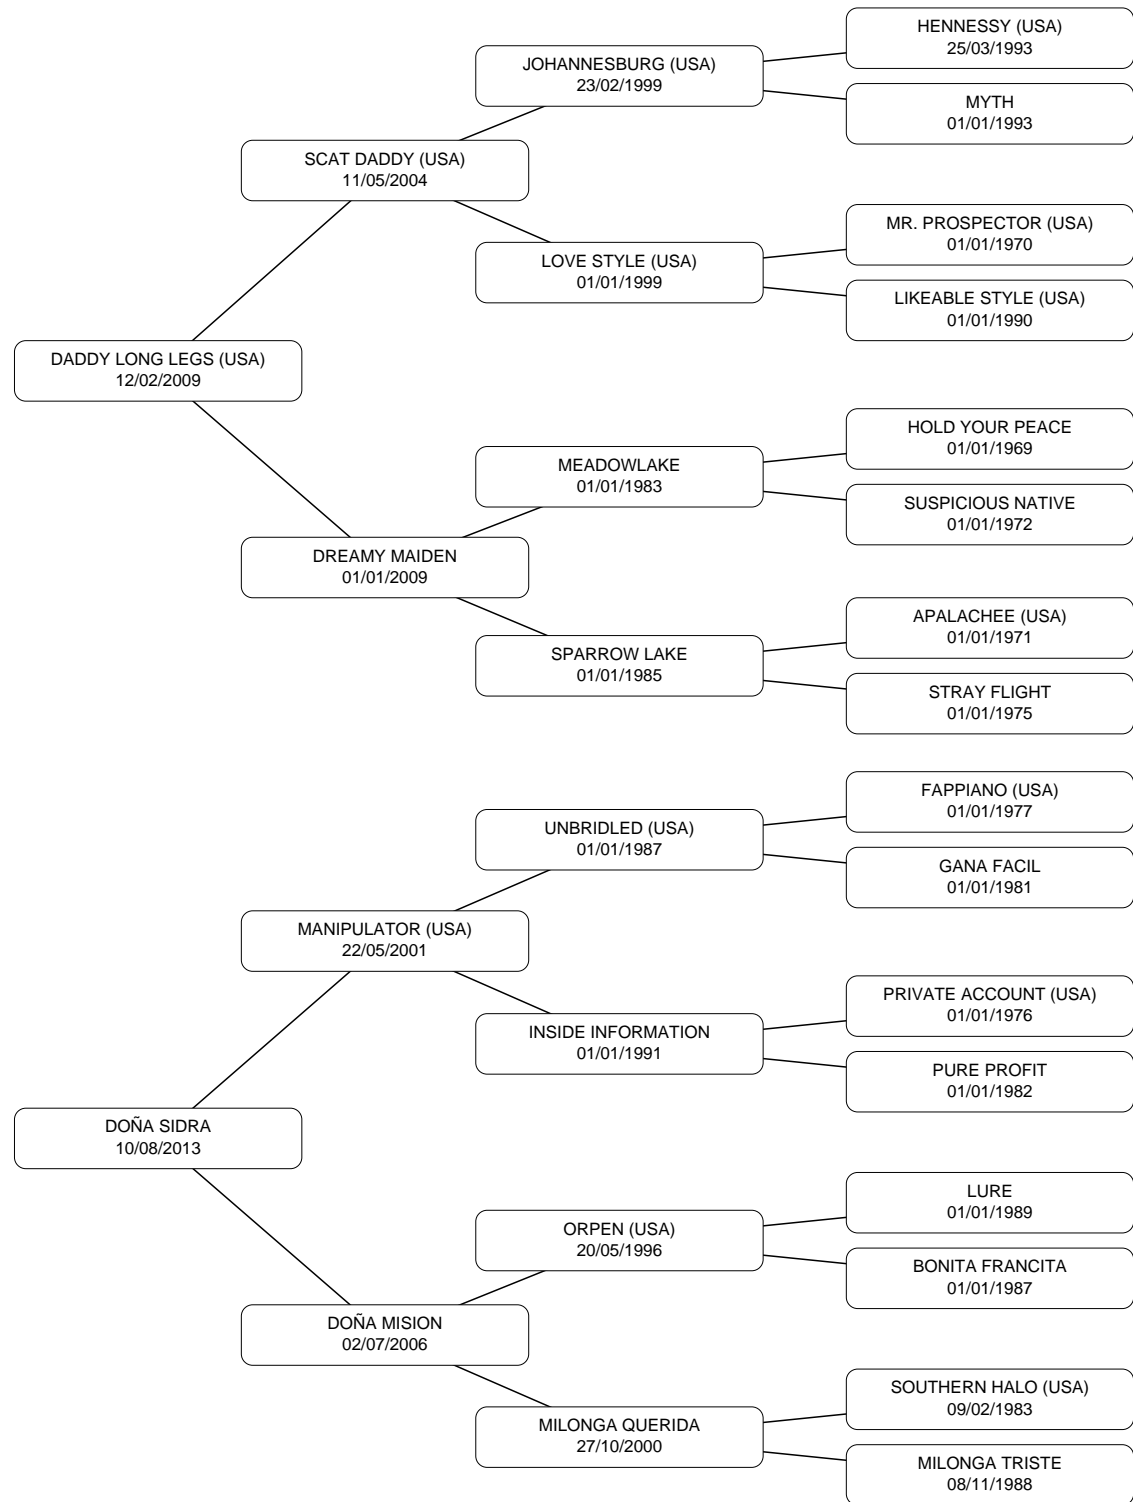 HENNESSY (USA)
25/03/1993
JOHANNESBURG (USA)
23/02/1999
MYTH
01/01/1993
SCAT DADDY (USA)
11/05/2004
MR. PROSPECTOR (USA)
01/01/1970
LOVE STYLE (USA)
01/01/1999
LIKEABLE STYLE (USA)
01/01/1990
DADDY LONG LEGS (USA)
12/02/2009
HOLD YOUR PEACE
01/01/1969
MEADOWLAKE
01/01/1983
SUSPICIOUS NATIVE
01/01/1972
DREAMY MAIDEN
01/01/2009
APALACHEE (USA)
01/01/1971
SPARROW LAKE
01/01/1985
STRAY FLIGHT
01/01/1975
FAPPIANO (USA)
01/01/1977
UNBRIDLED (USA)
01/01/1987
GANA FACIL
01/01/1981
MANIPULATOR (USA)
22/05/2001
PRIVATE ACCOUNT (USA)
01/01/1976
INSIDE INFORMATION
01/01/1991
PURE PROFIT
01/01/1982
DOÑA SIDRA
10/08/2013
LURE
01/01/1989
ORPEN (USA)
20/05/1996
BONITA FRANCITA
01/01/1987
DOÑA MISION
02/07/2006
SOUTHERN HALO (USA)
09/02/1983
MILONGA QUERIDA
27/10/2000
MILONGA TRISTE
08/11/1988